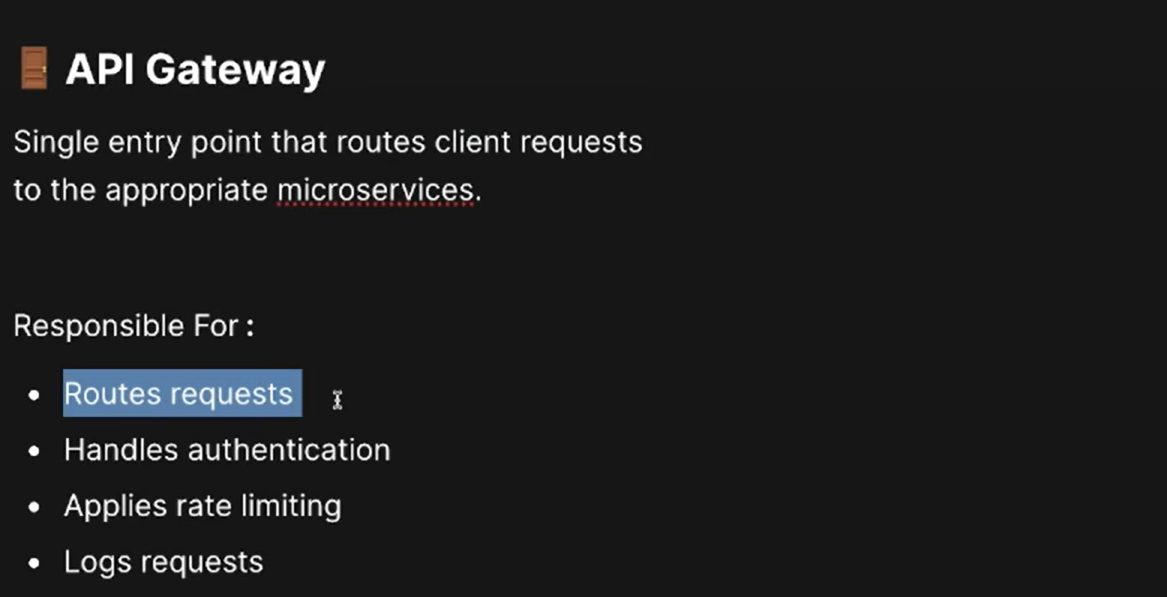 API Gateway
Single entry point that routes client requests
to the appropriate microservices.
Responsible For :
• Routes requests
• Handles authentication
• Applies rate limiting
• Logs requests